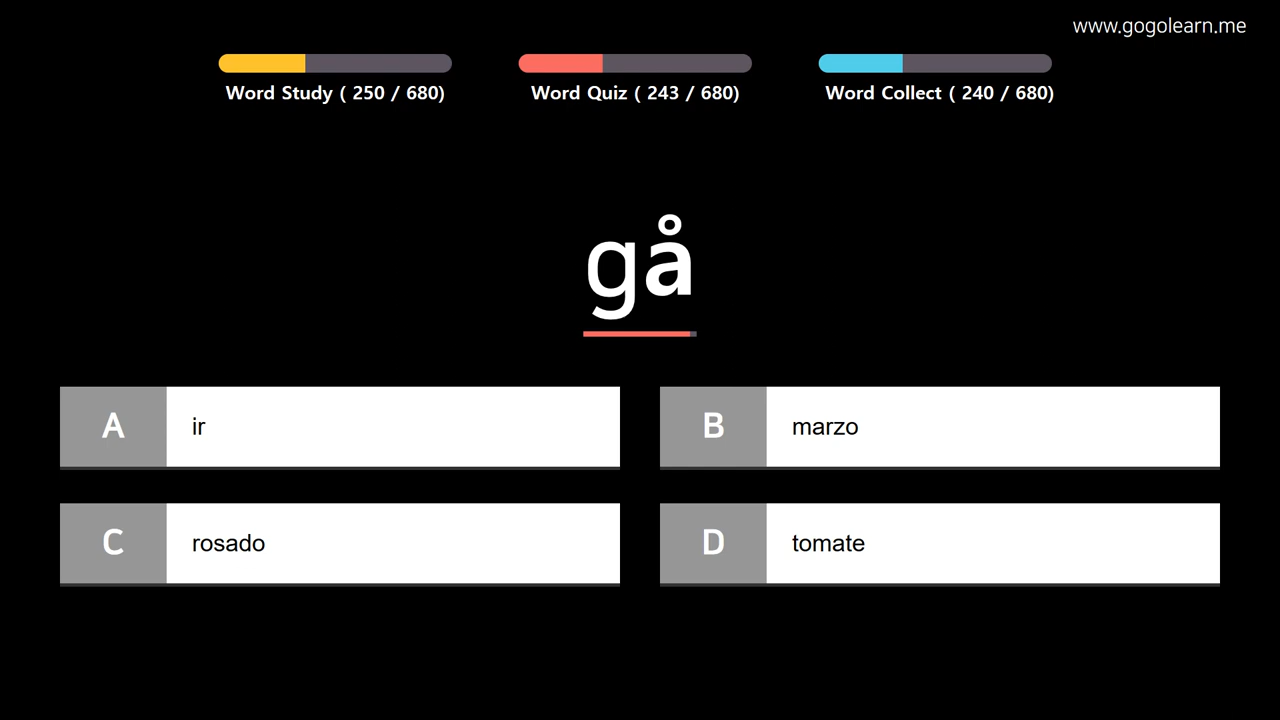 www.gogolearn.me
Word Study ( 250 / 680)
Word Quiz ( 243 / 680)
Word Collect ( 240 / 680)
gå
A ir
B marzo
C rosado
D tomate